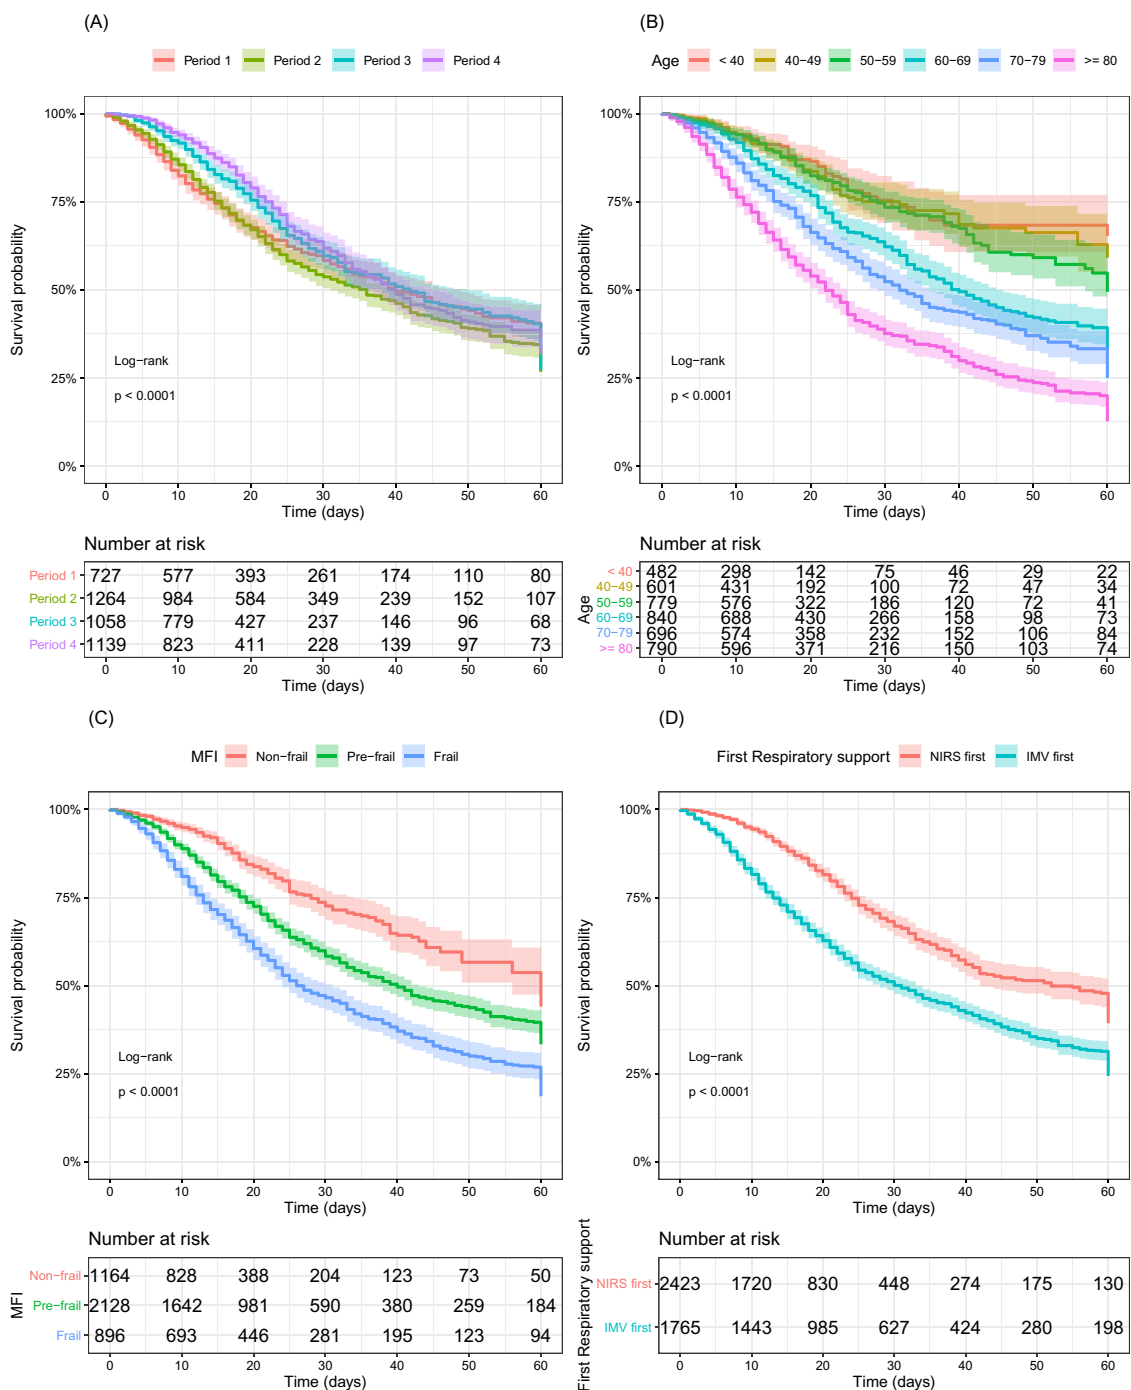 (A)
Period 1 Period 2 Period 3 Period 4
100%
75%
50%
25%
0%
Survival probability
Log-rank
p < 0.0001
0 10 20 30 40 50 60
Time (days)
Number at risk
Period 1 727 577 393 261 174 110 80
Period 2 1264 984 584 349 239 152 107
Period 3 1058 779 427 237 146 96 68
Period 4 1139 823 411 228 139 97 73
0 10 20 30 40 50 60
Time (days)
(B)
Age < 40 40-49 50-59 60-69 70-79 >= 80
100%
75%
50%
25%
0%
Survival probability
Log-rank
p < 0.0001
0 10 20 30 40 50 60
Time (days)
Number at risk
Age
< 40 482 298 142 75 46 29 22
40-49 601 431 192 100 72 47 34
50-59 779 576 322 186 120 72 41
60-69 840 688 430 266 158 98 73
70-79 696 574 358 232 152 106 84
>= 80 790 596 371 216 150 103 74
0 10 20 30 40 50 60
Time (days)
(C)
MFI Non-frail Pre-frail Frail
100%
75%
50%
25%
0%
Survival probability
Log-rank
p < 0.0001
0 10 20 30 40 50 60
Time (days)
Number at risk
MFI
Non-frail 1164 828 388 204 123 73 50
Pre-frail 2128 1642 981 590 380 259 184
Frail 896 693 446 281 195 123 94
0 10 20 30 40 50 60
Time (days)
(D)
First Respiratory support NIRS first IMV first
100%
75%
50%
25%
0%
Survival probability
Log-rank
p < 0.0001
0 10 20 30 40 50 60
Time (days)
Number at risk
First Respiratory support
NIRS first 2423 1720 830 448 274 175 130
IMV first 1765 1443 985 627 424 280 198
0 10 20 30 40 50 60
Time (days)